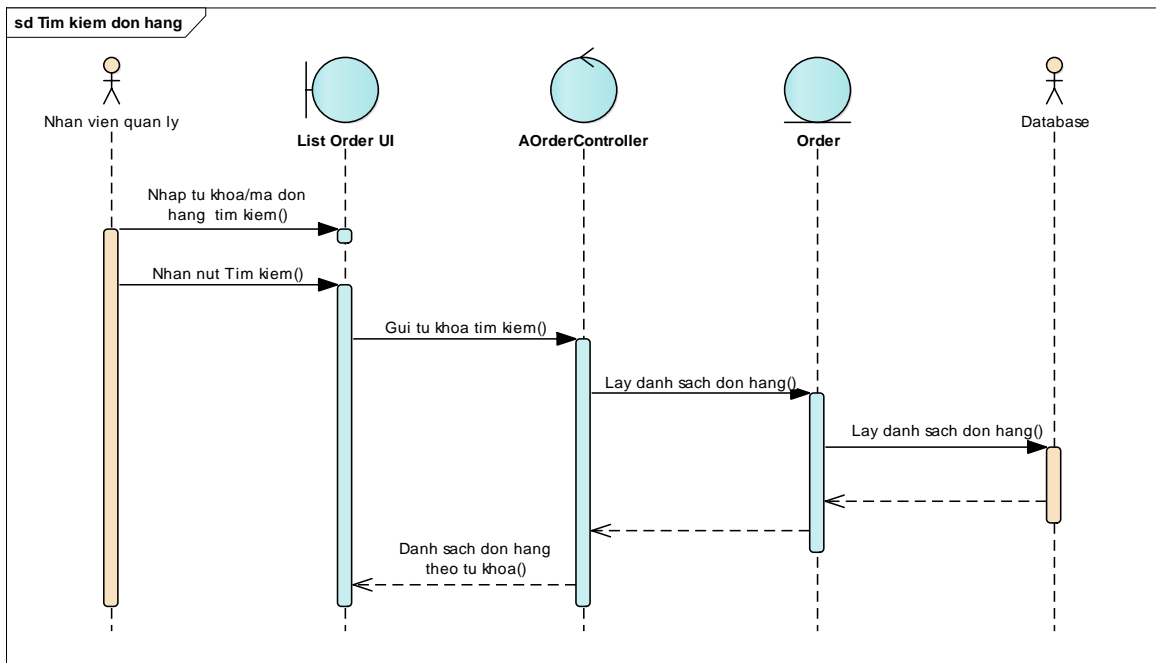 sd Tim kiem don hang
Nhan vien quan ly
List Order UI
AOrderController
Order
Database
Nhap tu khoa/ma don
hang tim kiem()
Nhan nut Tim kiem()
Gui tu khoa tim kiem()
Lay danh sach don hang()
Lay danh sach don hang()
Danh sach don hang
theo tu khoa()